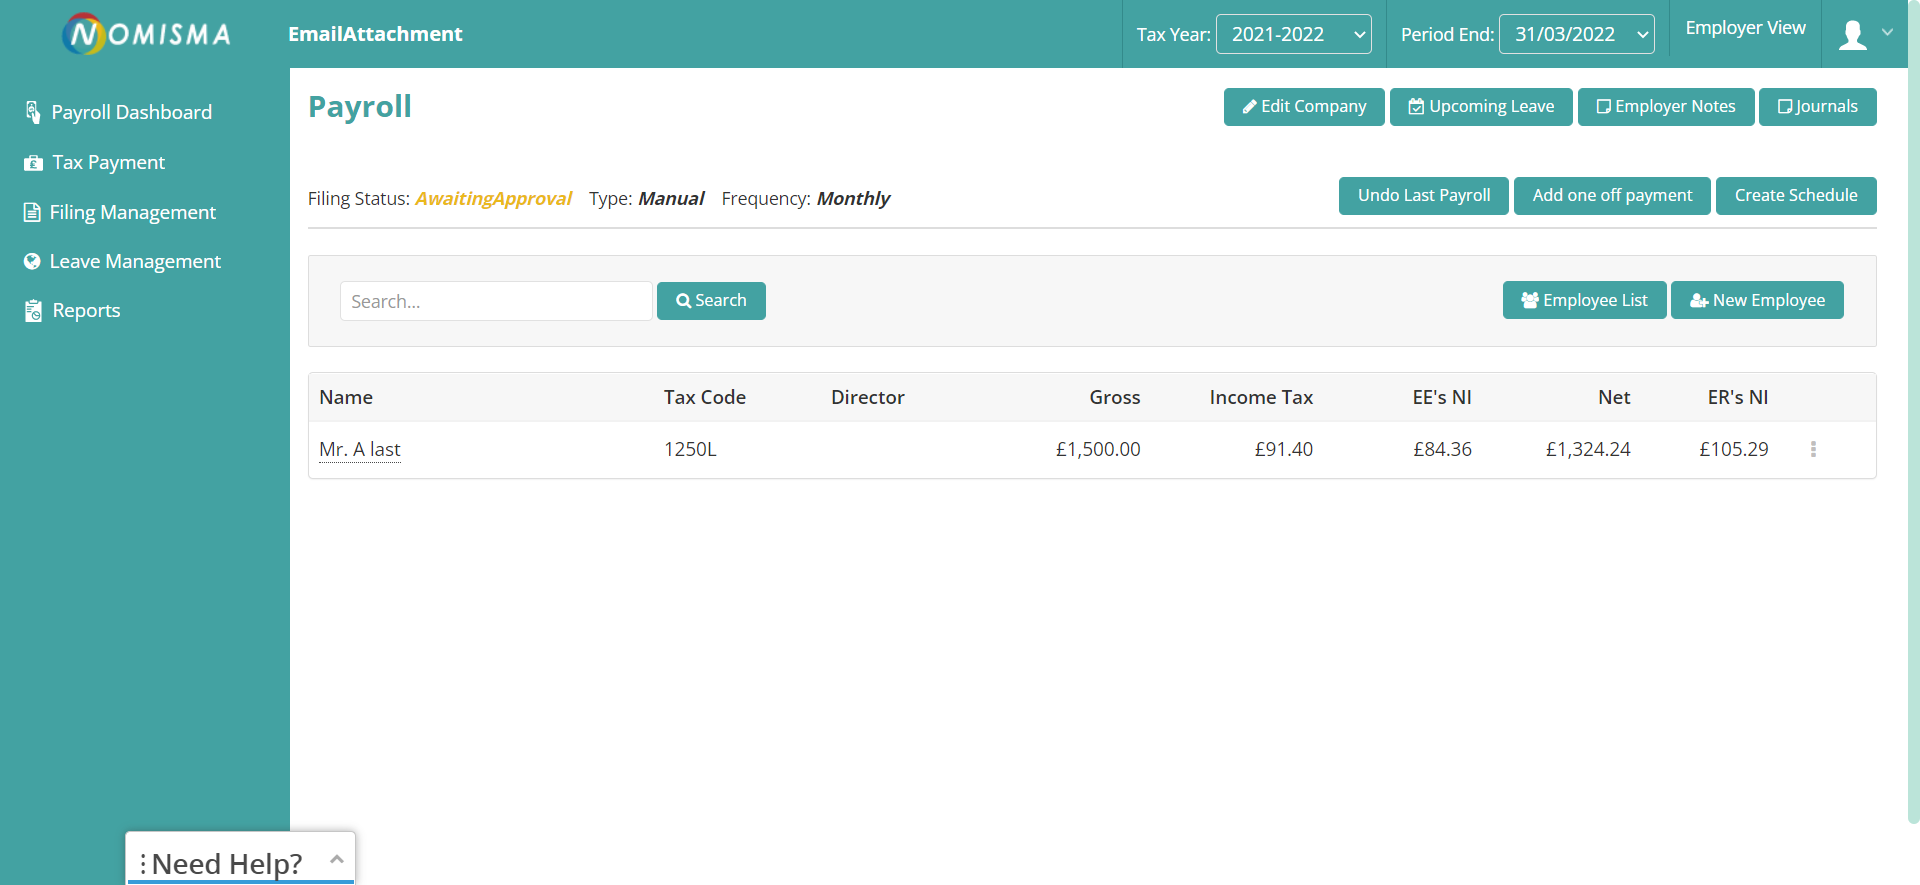 NOMISMA
EmailAttachment
Tax Year: 2021-2022
Period End: 31/03/2022
Employer View
Payroll Dashboard
Tax Payment
Filing Management
Leave Management
Reports
Payroll
Edit Company
Upcoming Leave
Employer Notes
Journals
Filing Status: AwaitingApproval Type: Manual Frequency: Monthly
Undo Last Payroll
Add one off payment
Create Schedule
Search...
Search
Employee List
New Employee
Name Tax Code Director Gross Income Tax EE's NI Net ER's NI
Mr. A last 1250L £1,500.00 £91.40 £84.36 £1,324.24 £105.29
Need Help?